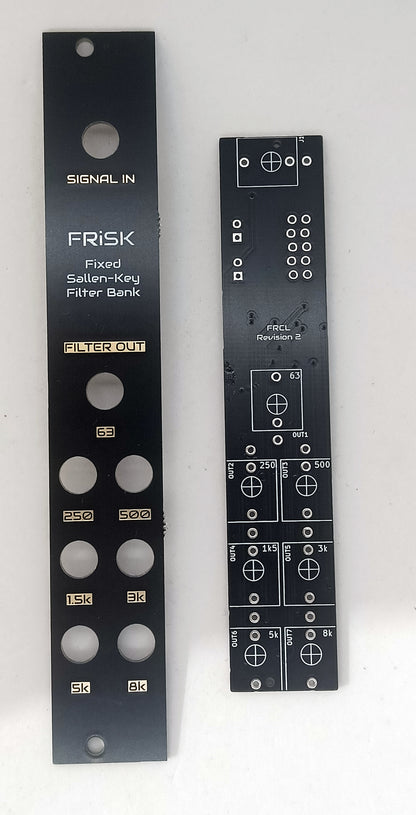 SIGNAL IN
FRiSK
Fixed
Sallen-Key
Filter Bank
FILTER OUT
63
250 500
1.5k 3k
5k 8k
FRCL
Revision 2
63
OUT1
OUT2 250 OUT3 500
OUT4 1k5 OUT5 3k
OUT6 5k OUT7 8k